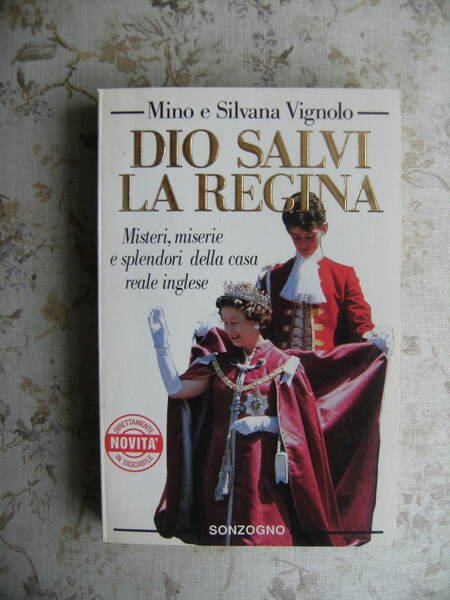 Mino e Silvana Vignolo
DIO SALVI
LA REGINA
Misteri, miserie
e splendori della casa
reale inglese
DIRETTAMENTE
NOVITA'
IN TASCABILE
SONZOGNO